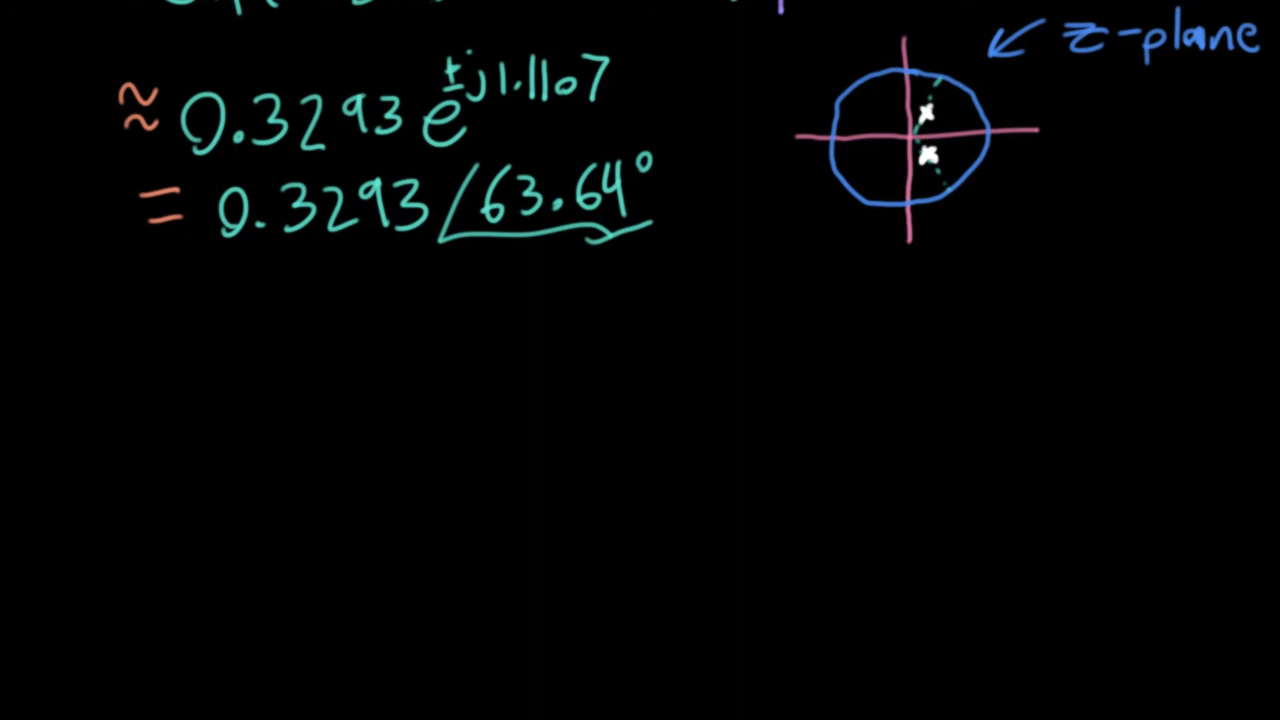 ≈ 0.3293 e^±j1.1107
z-plane
= 0.3293 /63.64°